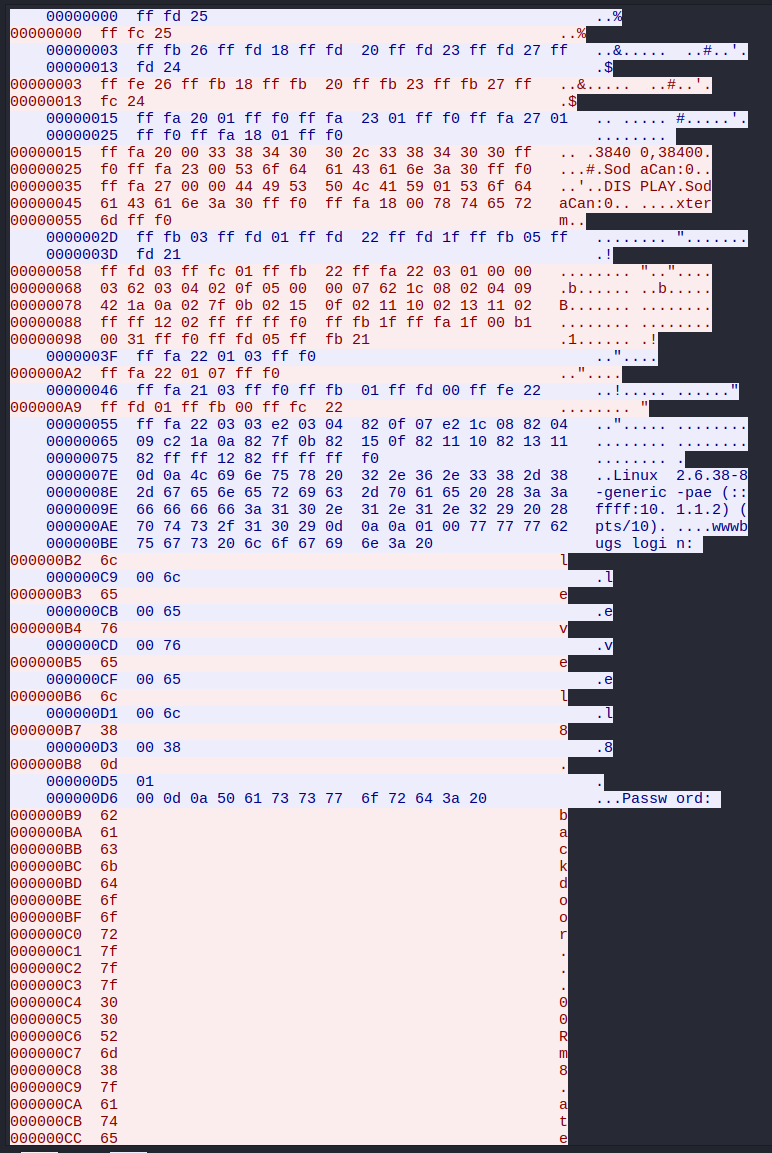 00000000 ff fd 25 ..%
00000000 ff fc 25 ..%
00000003 ff fb 26 ff fd 18 ff fd 20 ff fd 23 ff fd 27 ff ..&..... ..#..'.
00000013 fd 24 .$
00000003 ff fe 26 ff fb 18 ff fb 20 ff fb 23 ff fb 27 ff ..&..... ..#..'.
00000013 fc 24 .$
00000015 ff fa 20 01 ff f0 ff fa 23 01 ff f0 ff fa 27 01 .. ..... #.....'.
00000025 ff f0 ff fa 18 01 ff f0 ........
00000015 ff fa 20 00 33 38 34 30 30 2c 33 38 34 30 30 ff .. .3840 0,38400.
00000025 f0 ff fa 23 00 53 6f 64 61 43 61 6e 3a 30 ff f0 ...#.Sod aCan:0..
00000035 ff fa 27 00 00 44 49 53 50 4c 41 59 01 53 6f 64 ..'..DIS PLAY.Sod
00000045 61 43 61 6e 3a 30 ff f0 ff fa 18 00 78 74 65 72 aCan:0.. ....xter
00000055 6d ff f0 m..
0000002D ff fb 03 ff fd 01 ff fd 22 ff fd 1f ff fb 05 ff ........ ".......
0000003D fd 21 .!
00000058 ff fd 03 ff fc 01 ff fb 22 ff fa 22 03 01 00 00 ........ ".."....
00000068 03 62 03 04 02 0f 05 00 00 07 62 1c 08 02 04 09 .b...... ..b.....
00000078 42 1a 0a 02 7f 0b 02 15 0f 02 11 10 02 13 11 02 B....... ........
00000088 ff ff 12 02 ff ff ff f0 ff fb 1f ff fa 1f 00 b1 ........ ........
00000098 00 31 ff f0 ff fd 05 ff fb 21 .1...... .!
0000003F ff fa 22 01 03 ff f0 .."....
000000A2 ff fa 22 01 07 ff f0 .."....
00000046 ff fa 21 03 ff f0 ff fb 01 ff fd 00 ff fe 22 ..!..... ......"
000000A9 ff fd 01 ff fb 00 ff fc 22 ........ "
00000055 ff fa 22 03 03 e2 03 04 82 0f 07 e2 1c 08 82 04 .."..... ........
00000065 09 c2 1a 0a 82 7f 0b 82 15 0f 82 11 10 82 13 11 ........ ........
00000075 82 ff ff 12 82 ff ff ff f0 ........ .
0000007E 0d 0a 4c 69 6e 75 78 20 32 2e 36 2e 33 38 2d 38 ..Linux 2.6.38-8
0000008E 2d 67 65 6e 65 72 69 63 2d 70 61 65 20 28 3a 3a -generic -pae (::
0000009E 66 66 66 66 3a 31 30 2e 31 2e 31 2e 32 29 20 28 ffff:10. 1.1.2) (
000000AE 70 74 73 2f 31 30 29 0d 0a 0a 01 00 77 77 77 62 pts/10). ....wwwb
000000BE 75 67 73 20 6c 6f 67 69 6e 3a 20 ugs logi n:
000000B2 6c l
000000C9 00 6c .l
000000B3 65 e
000000CB 00 65 .e
000000B4 76 v
000000CD 00 76 .v
000000B5 65 e
000000CF 00 65 .e
000000B6 6c l
000000D1 00 6c .l
000000B7 38 8
000000D3 00 38 .8
000000B8 0d .
000000D5 01 .
000000D6 00 0d 0a 50 61 73 73 77 6f 72 64 3a 20 ...Passw ord:
000000B9 62 b
000000BA 61 a
000000BB 63 c
000000BC 6b k
000000BD 64 d
000000BE 6f o
000000BF 6f o
000000C0 72 r
000000C1 7f .
000000C2 7f .
000000C3 7f .
000000C4 30 0
000000C5 30 0
000000C6 52 R
000000C7 6d m
000000C8 38 8
000000C9 7f .
000000CA 61 a
000000CB 74 t
000000CC 65 e